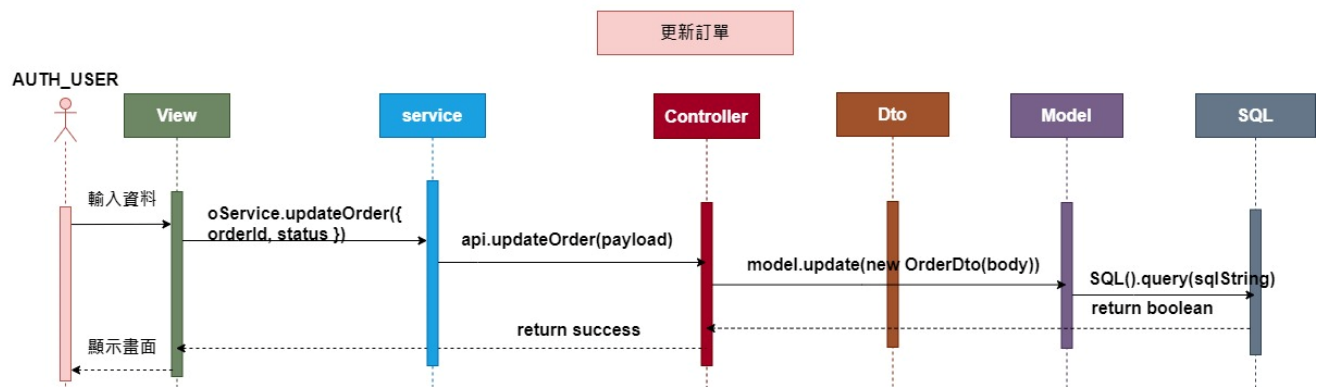 更新訂單
AUTH_USER
View
service
Controller
Dto
Model
SQL
輸入資料
oService.updateOrder({
orderId, status })
api.updateOrder(payload)
model.update(new OrderDto(body))
SQL().query(sqlString)
return boolean
return success
顯示畫面